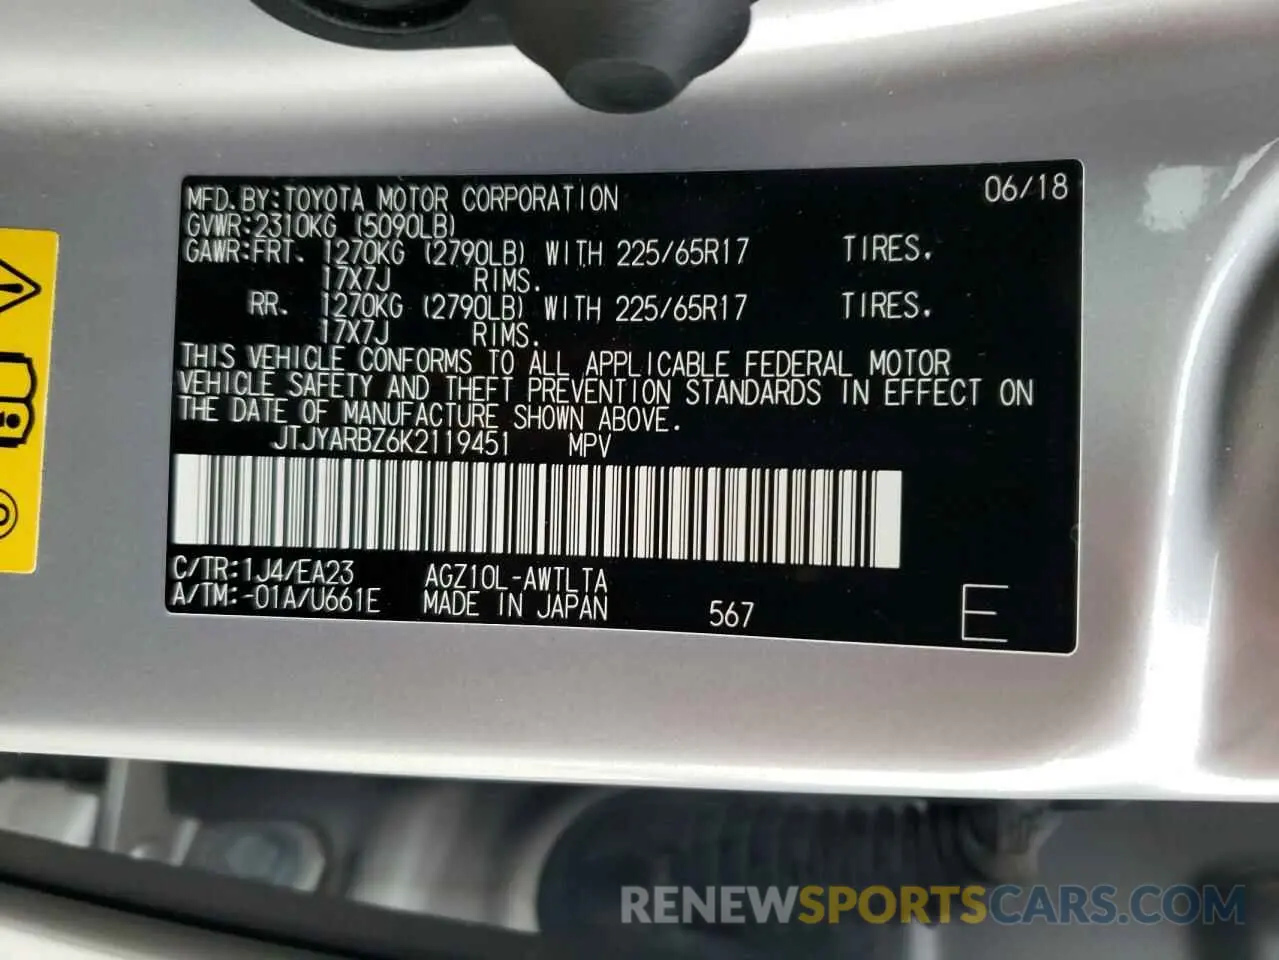 MFD.BY:TOYOTA MOTOR CORPORATION 06/18
GVWR:2310KG (5090LB)
GAWR:FRT. 1270KG (2790LB) WITH 225/65R17 TIRES.
17X7J RIMS.
RR. 1270KG (2790LB) WITH 225/65R17 TIRES.
17X7J RIMS.
THIS VEHICLE CONFORMS TO ALL APPLICABLE FEDERAL MOTOR
VEHICLE SAFETY AND THEFT PREVENTION STANDARDS IN EFFECT ON
THE DATE OF MANUFACTURE SHOWN ABOVE.
JTJYARBZ6K2119451 MPV
C/TR:1J4/EA23 AGZ10L-AWTLTA
A/TM:-01A/U661E MADE IN JAPAN 567 E
RENEWSPORTSCARS.COM